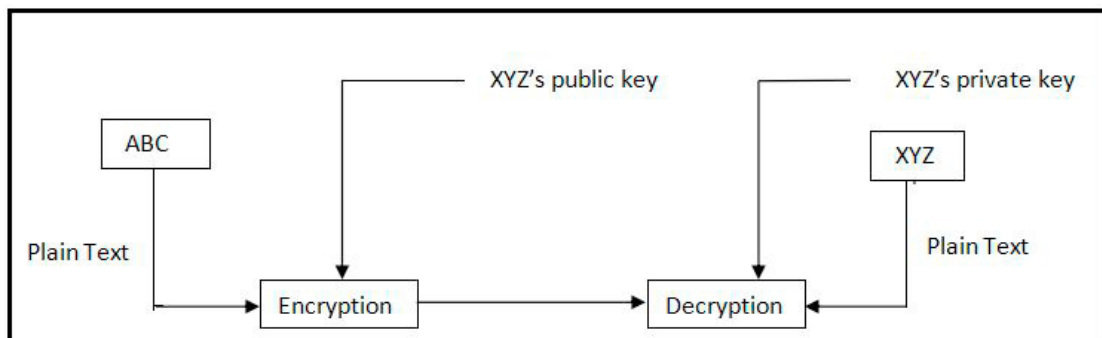 XYZ's public key
XYZ's private key
ABC
XYZ
Plain Text
Plain Text
Encryption
Decryption